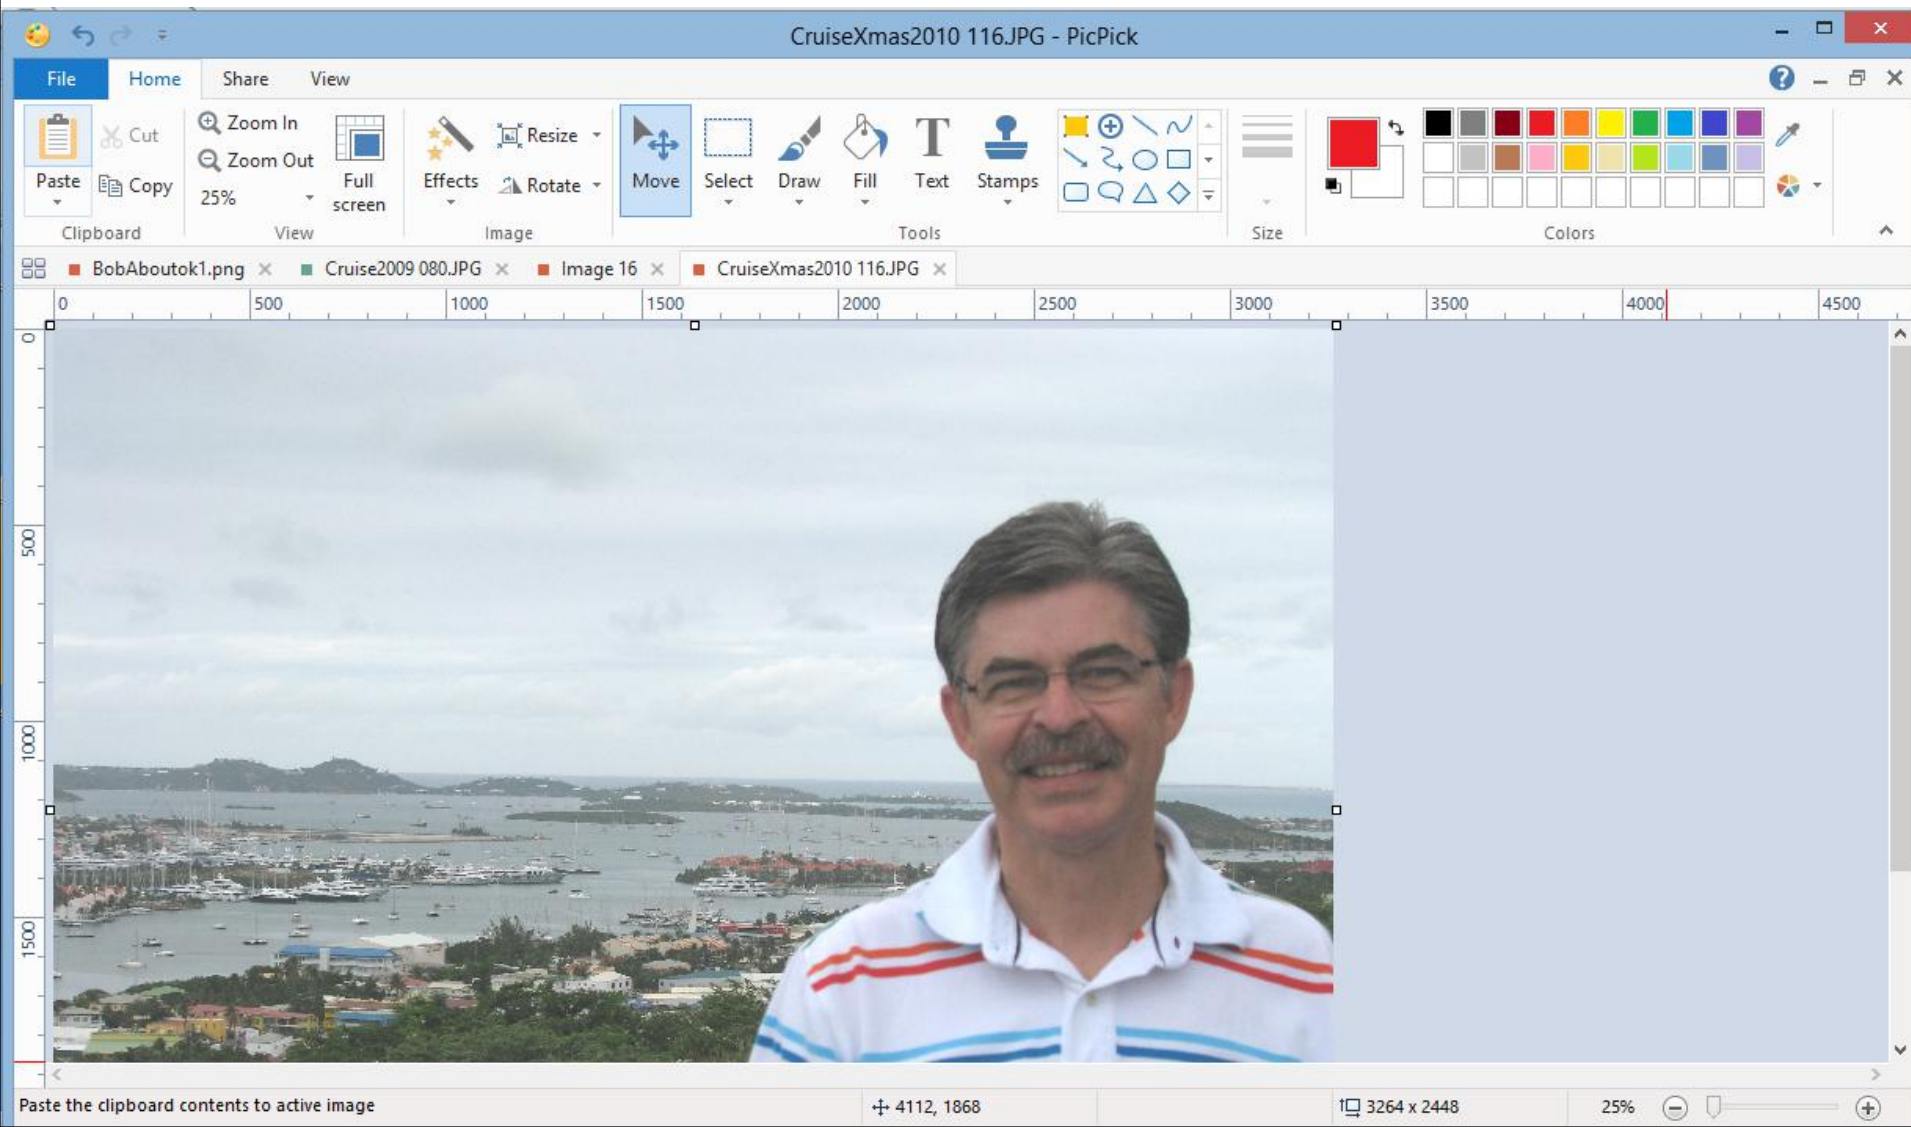 CruiseXmas2010 116.JPG - PicPick
File Home Share View
Paste Cut Copy
Clipboard
Zoom In
Zoom Out
25%
Full screen
View
Effects Resize Rotate
Image
Move Select Draw Fill Text Stamps
Tools
Size
Colors
BobAboutok1.png Cruise2009 080.JPG Image 16 CruiseXmas2010 116.JPG
0 500 1000 1500 2000 2500 3000 3500 4000 4500
0
500
1000
1500
Paste the clipboard contents to active image 4112, 1868 3264 x 2448 25%